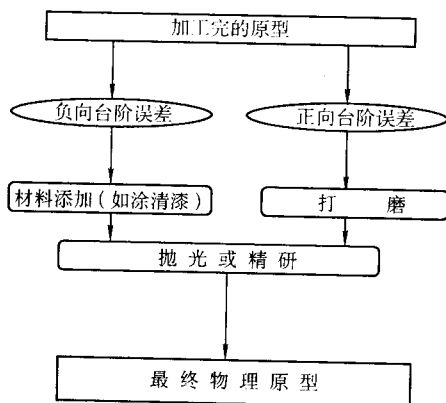 加工完的原型
负向台阶误差
正向台阶误差
材料添加(如涂清漆)
打 磨
抛光或精研
最终物理原型